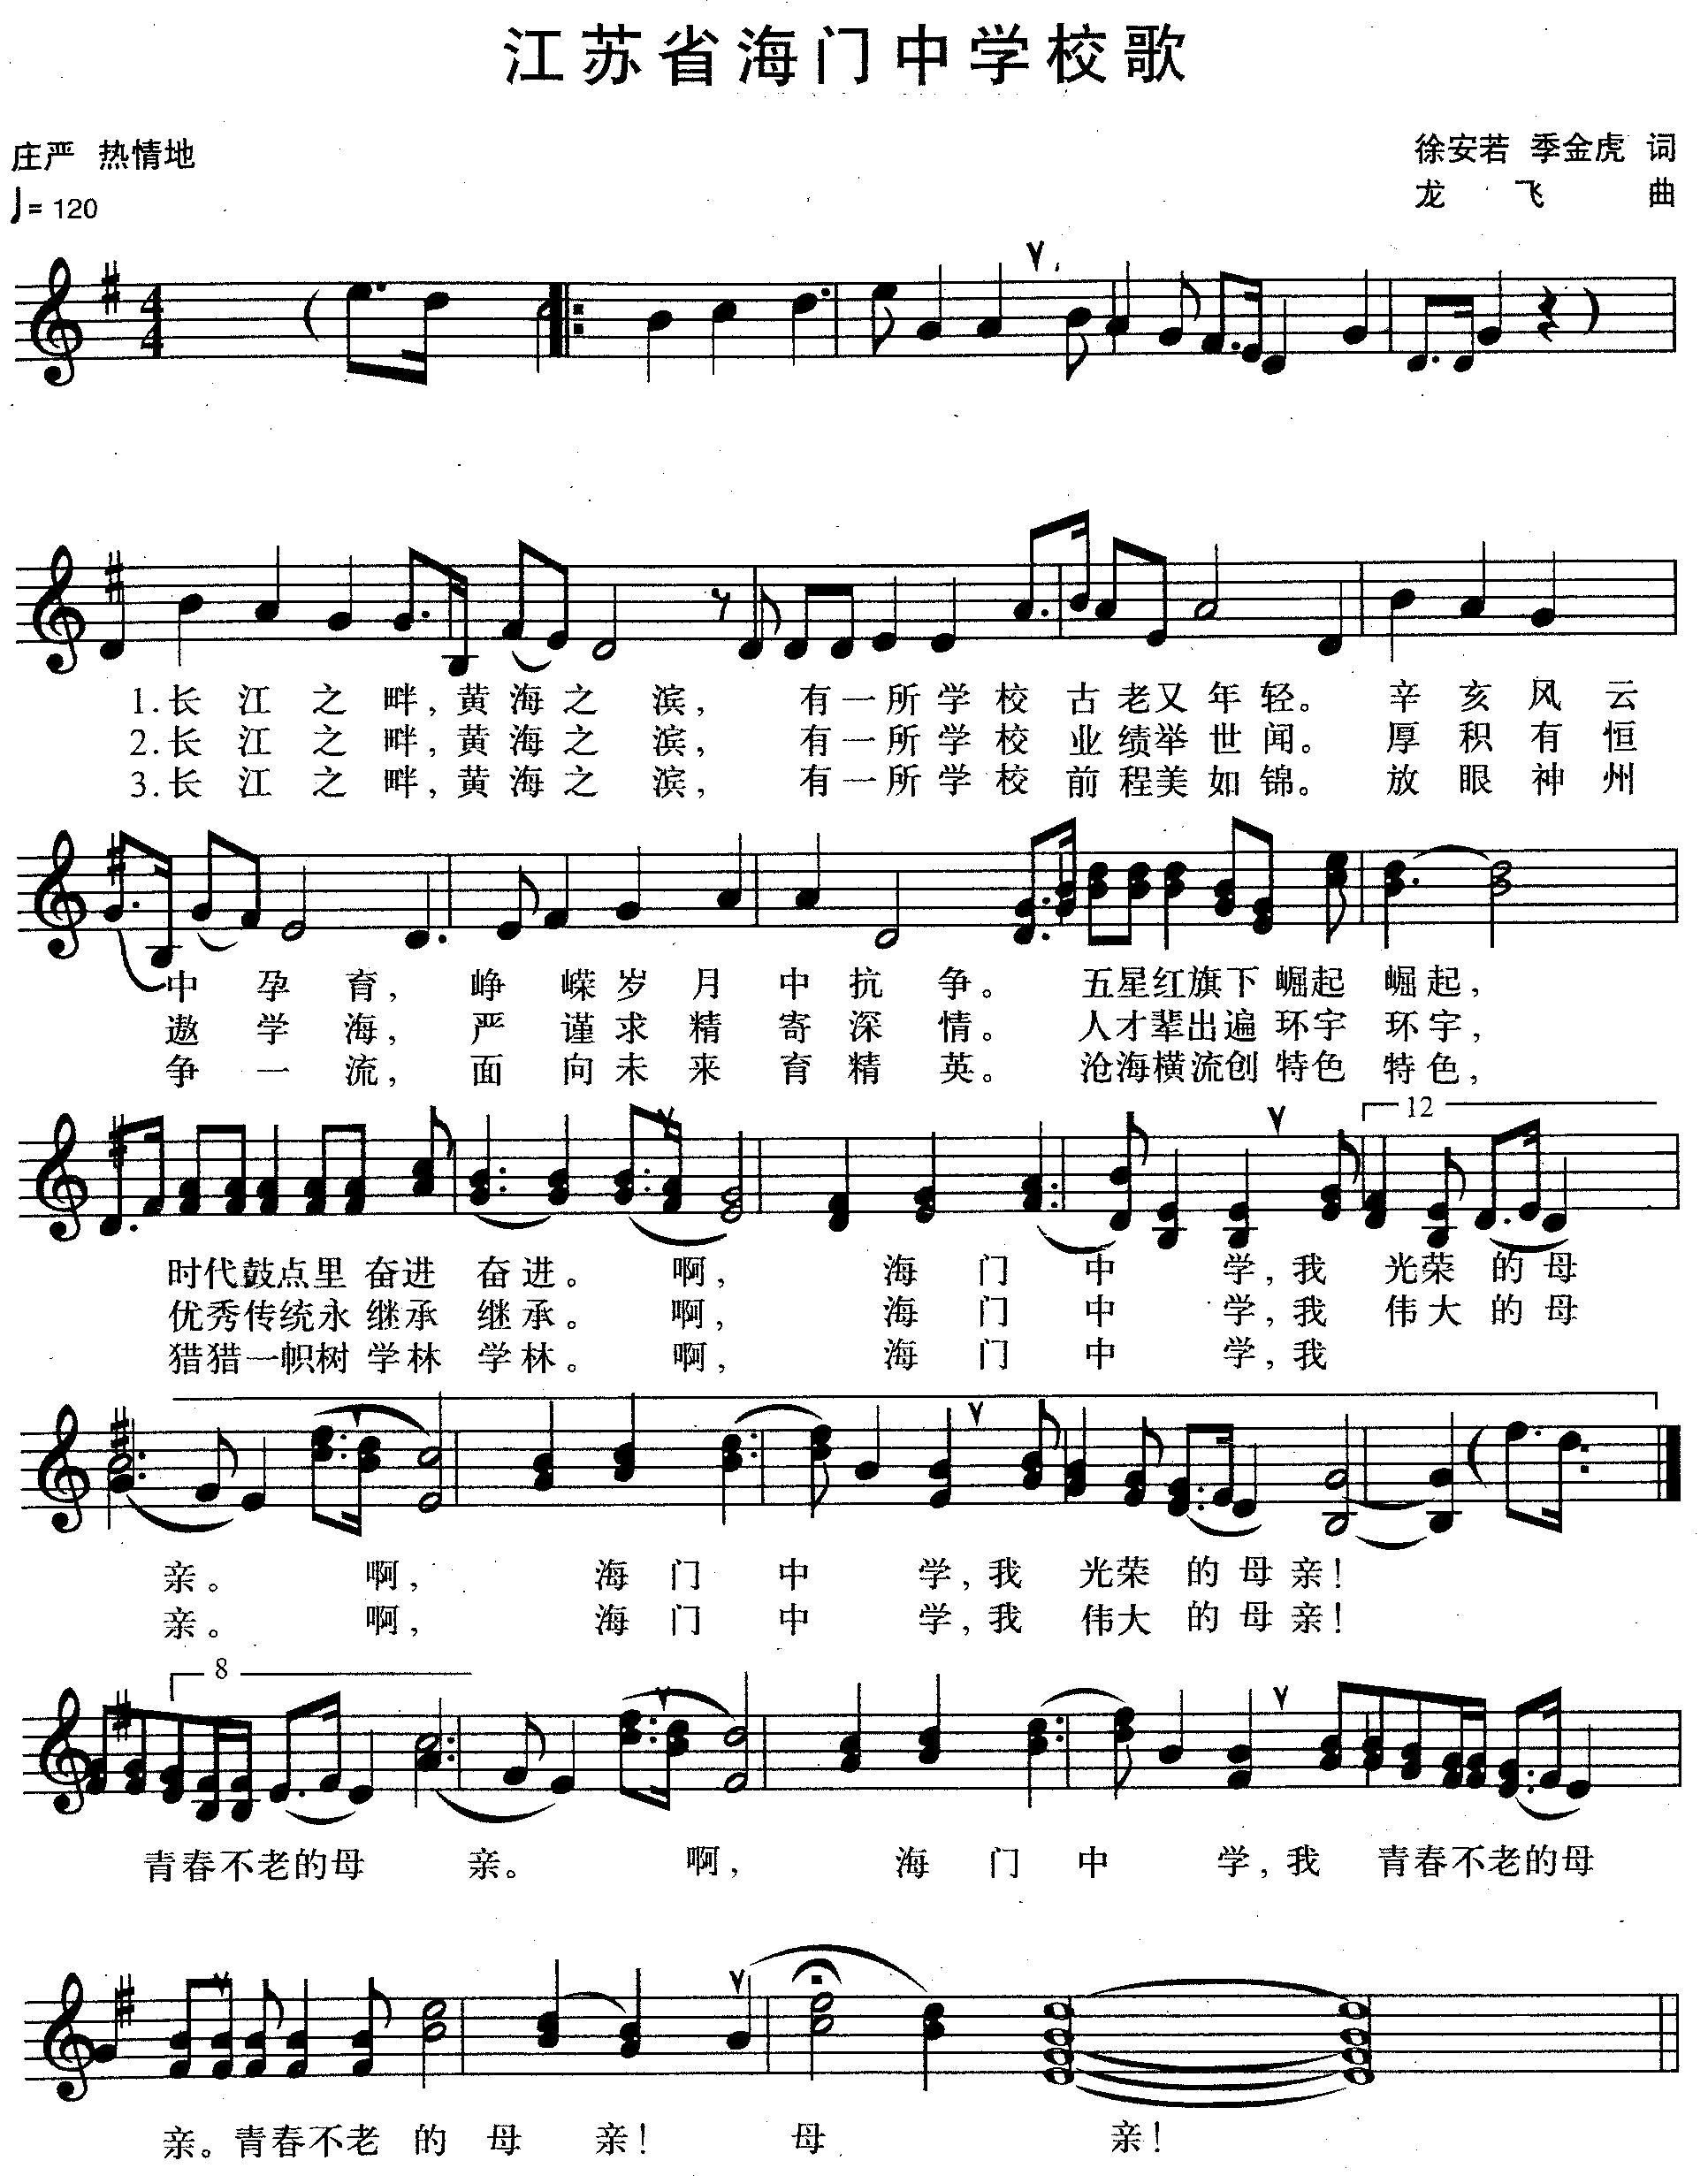 江苏省海门中学校歌
庄严 热情地
徐安若 季金虎 词
= 120
龙飞曲
1.长江之畔,黄海之滨,有一所学校古老又年轻。辛亥风云
2.长江之畔,黄海之滨,有一所学校业绩举世闻。厚积有恒
3.长江之畔,黄海之滨,有一所学校前程美如锦。放眼神州
中孕育,峥嵘岁月中抗争。五星红旗下崛起崛起,
遨学海,严谨求精寄深情。人才辈出遍环宇环宇,
争一流,面向未来育精英。沧海横流创特色特色,
12
时代鼓点里奋进奋进。啊,海门中学,我光荣的母
优秀传统永继承继承。啊,海门中学,我伟大的母
猎猎一帜树学林学林。啊,海门中学,我
亲。啊,海门中学,我光荣的母亲!
亲。啊,海门中学,我伟大的母亲!
8
青春不老的母亲。啊,海门中学,我青春不老的母
亲。青春不老的母亲!母亲!